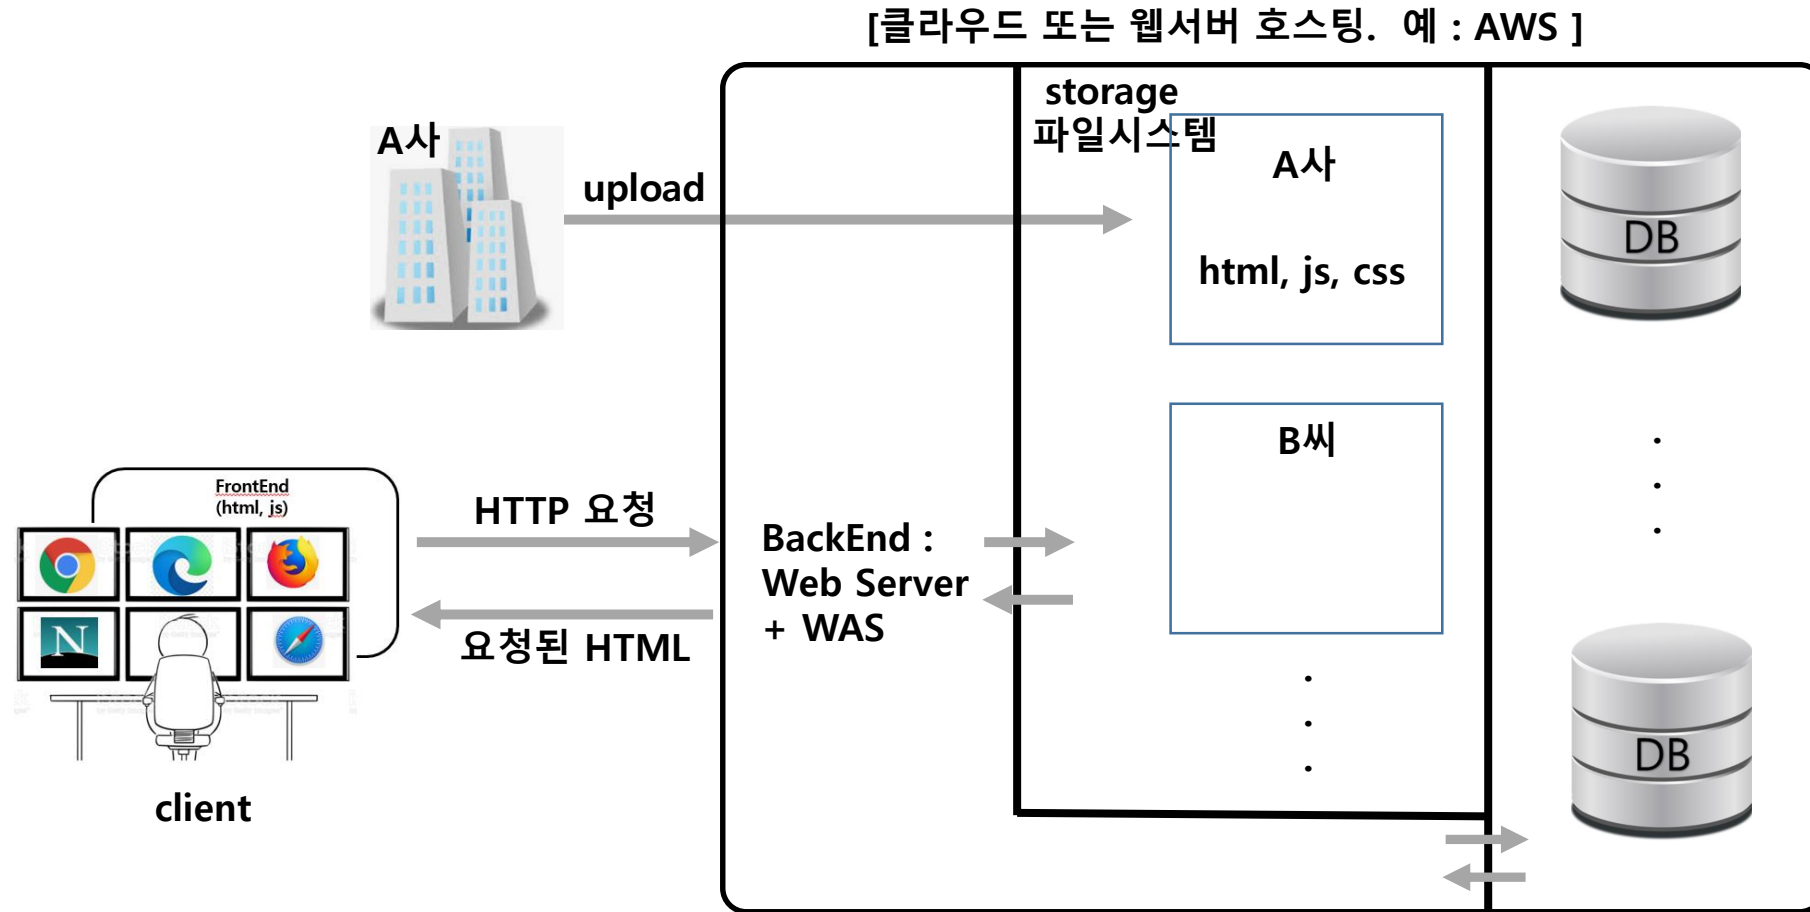 [클라우드 또는 웹서버 호스팅. 예 : AWS ]
storage
파일시스템
A사
upload
A사
html, js, css
DB
B씨
.
.
.
FrontEnd
(html, js)
HTTP 요청
BackEnd :
Web Server
+ WAS
요청된 HTML
N
.
.
.
DB
client